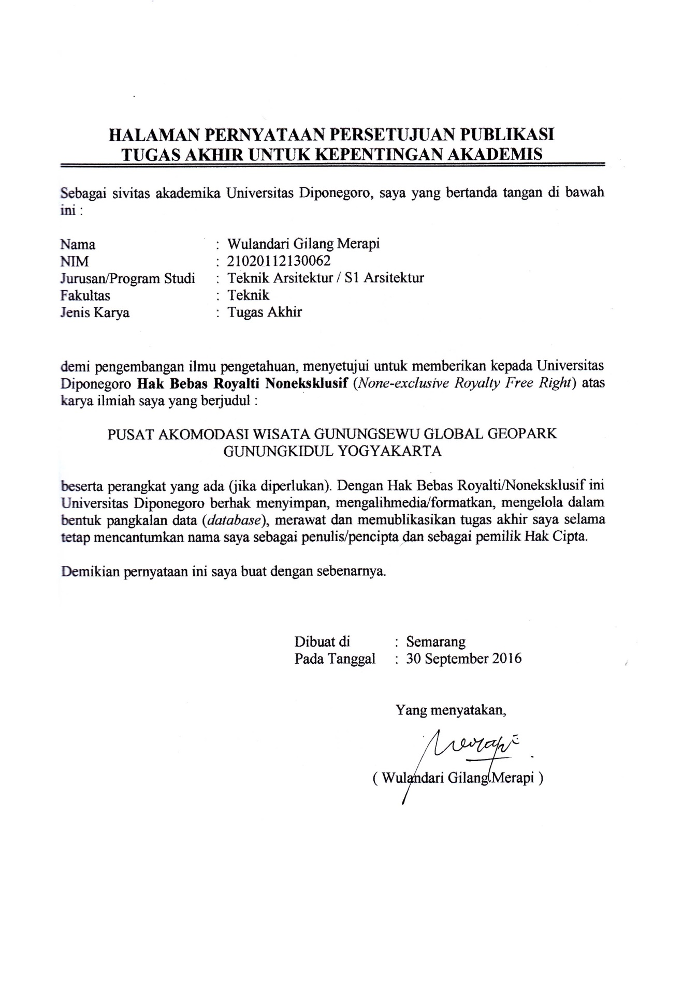 HALAMAN PERNYATAAN PERSETUJUAN PUBLIKASI
TUGAS AKHIR UNTUK KEPENTINGAN AKADEMIS
Sebagai sivitas akademika Universitas Diponegoro, saya yang bertanda tangan di bawah
ini :
Nama : Wulandari Gilang Merapi
NIM : 21020112130062
Jurusan/Program Studi : Teknik Arsitektur / S1 Arsitektur
Fakultas : Teknik
Jenis Karya : Tugas Akhir
demi pengembangan ilmu pengetahuan, menyetujui untuk memberikan kepada Universitas
Diponegoro Hak Bebas Royalti Noneksklusif (None-exclusive Royalty Free Right) atas
karya ilmiah saya yang berjudul :
PUSAT AKOMODASI WISATA GUNUNGSEWU GLOBAL GEOPARK
GUNUNGKIDUL YOGYAKARTA
beserta perangkat yang ada (jika diperlukan). Dengan Hak Bebas Royalti/Noneksklusif ini
Universitas Diponegoro berhak menyimpan, mengalihmedia/formatkan, mengelola dalam
bentuk pangkalan data (database), merawat dan memublikasikan tugas akhir saya selama
tetap mencantumkan nama saya sebagai penulis/pencipta dan sebagai pemilik Hak Cipta.
Demikian pernyataan ini saya buat dengan sebenarnya.
Dibuat di : Semarang
Pada Tanggal : 30 September 2016
Yang menyatakan,
Merapi
( Wulandari Gilang Merapi )